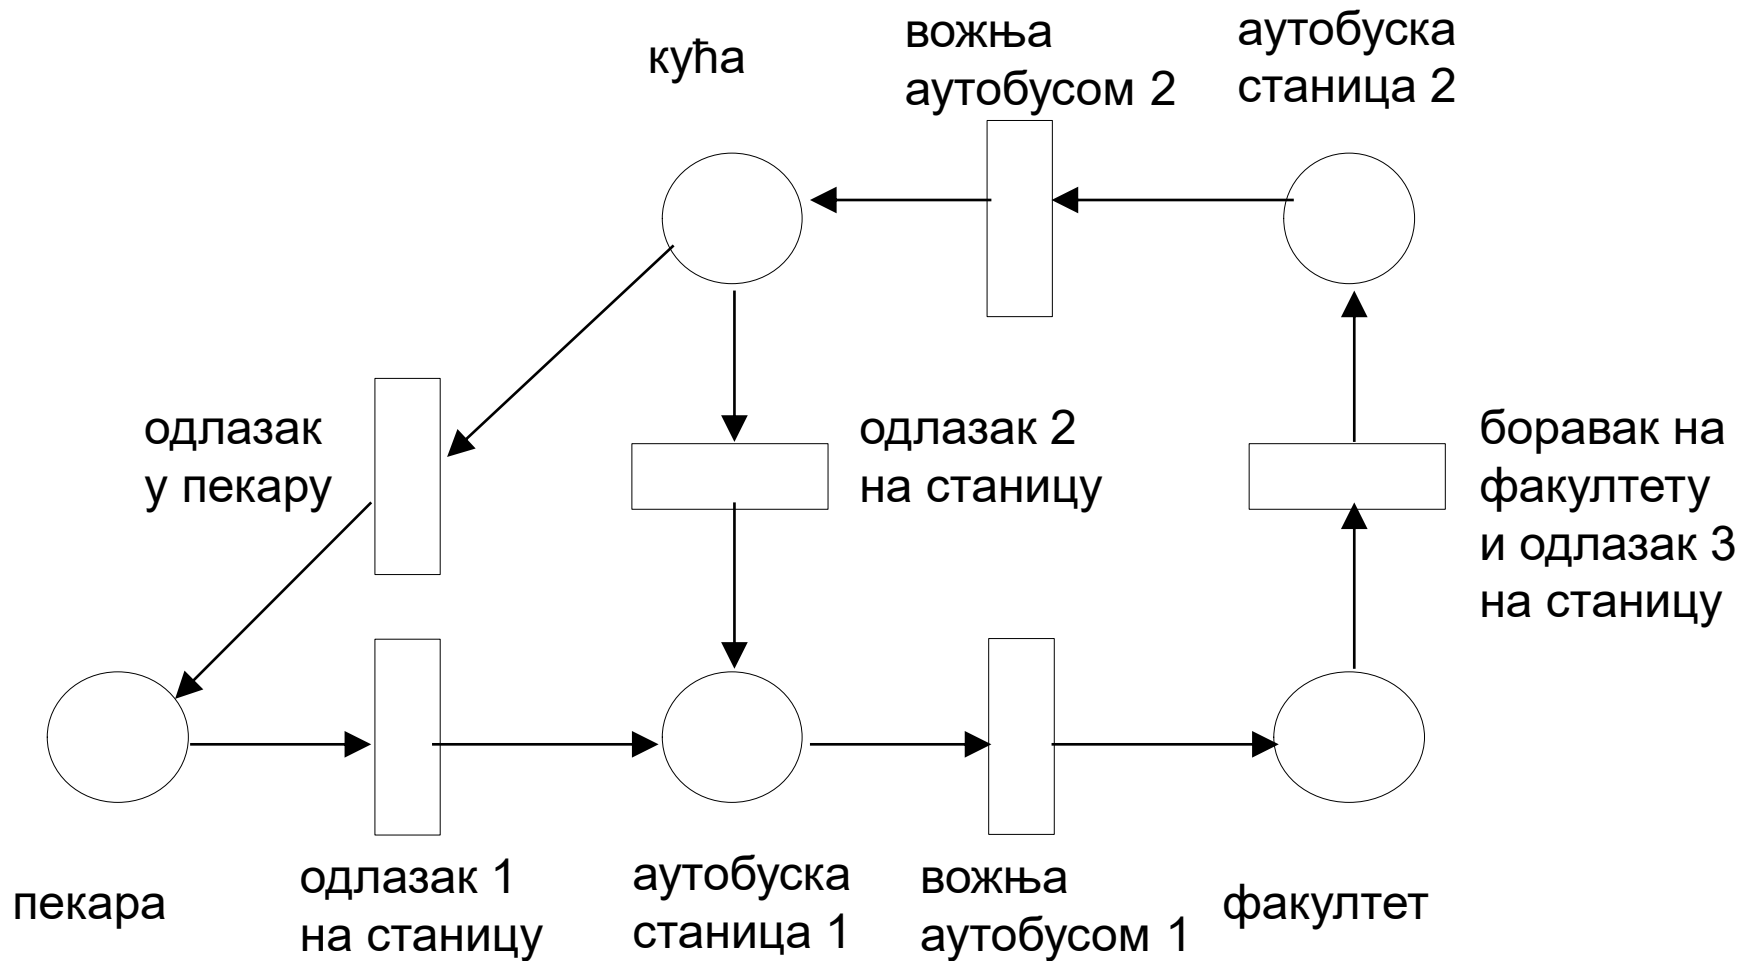 кућа
вожња
аутобусом 2
аутобуска
станица 2
одлазак
у пекару
одлазак 2
на станицу
боравак на
факултету
и одлазак 3
на станицу
пекара
одлазак 1
на станицу
аутобуска
станица 1
вожња
аутобусом 1
факултет